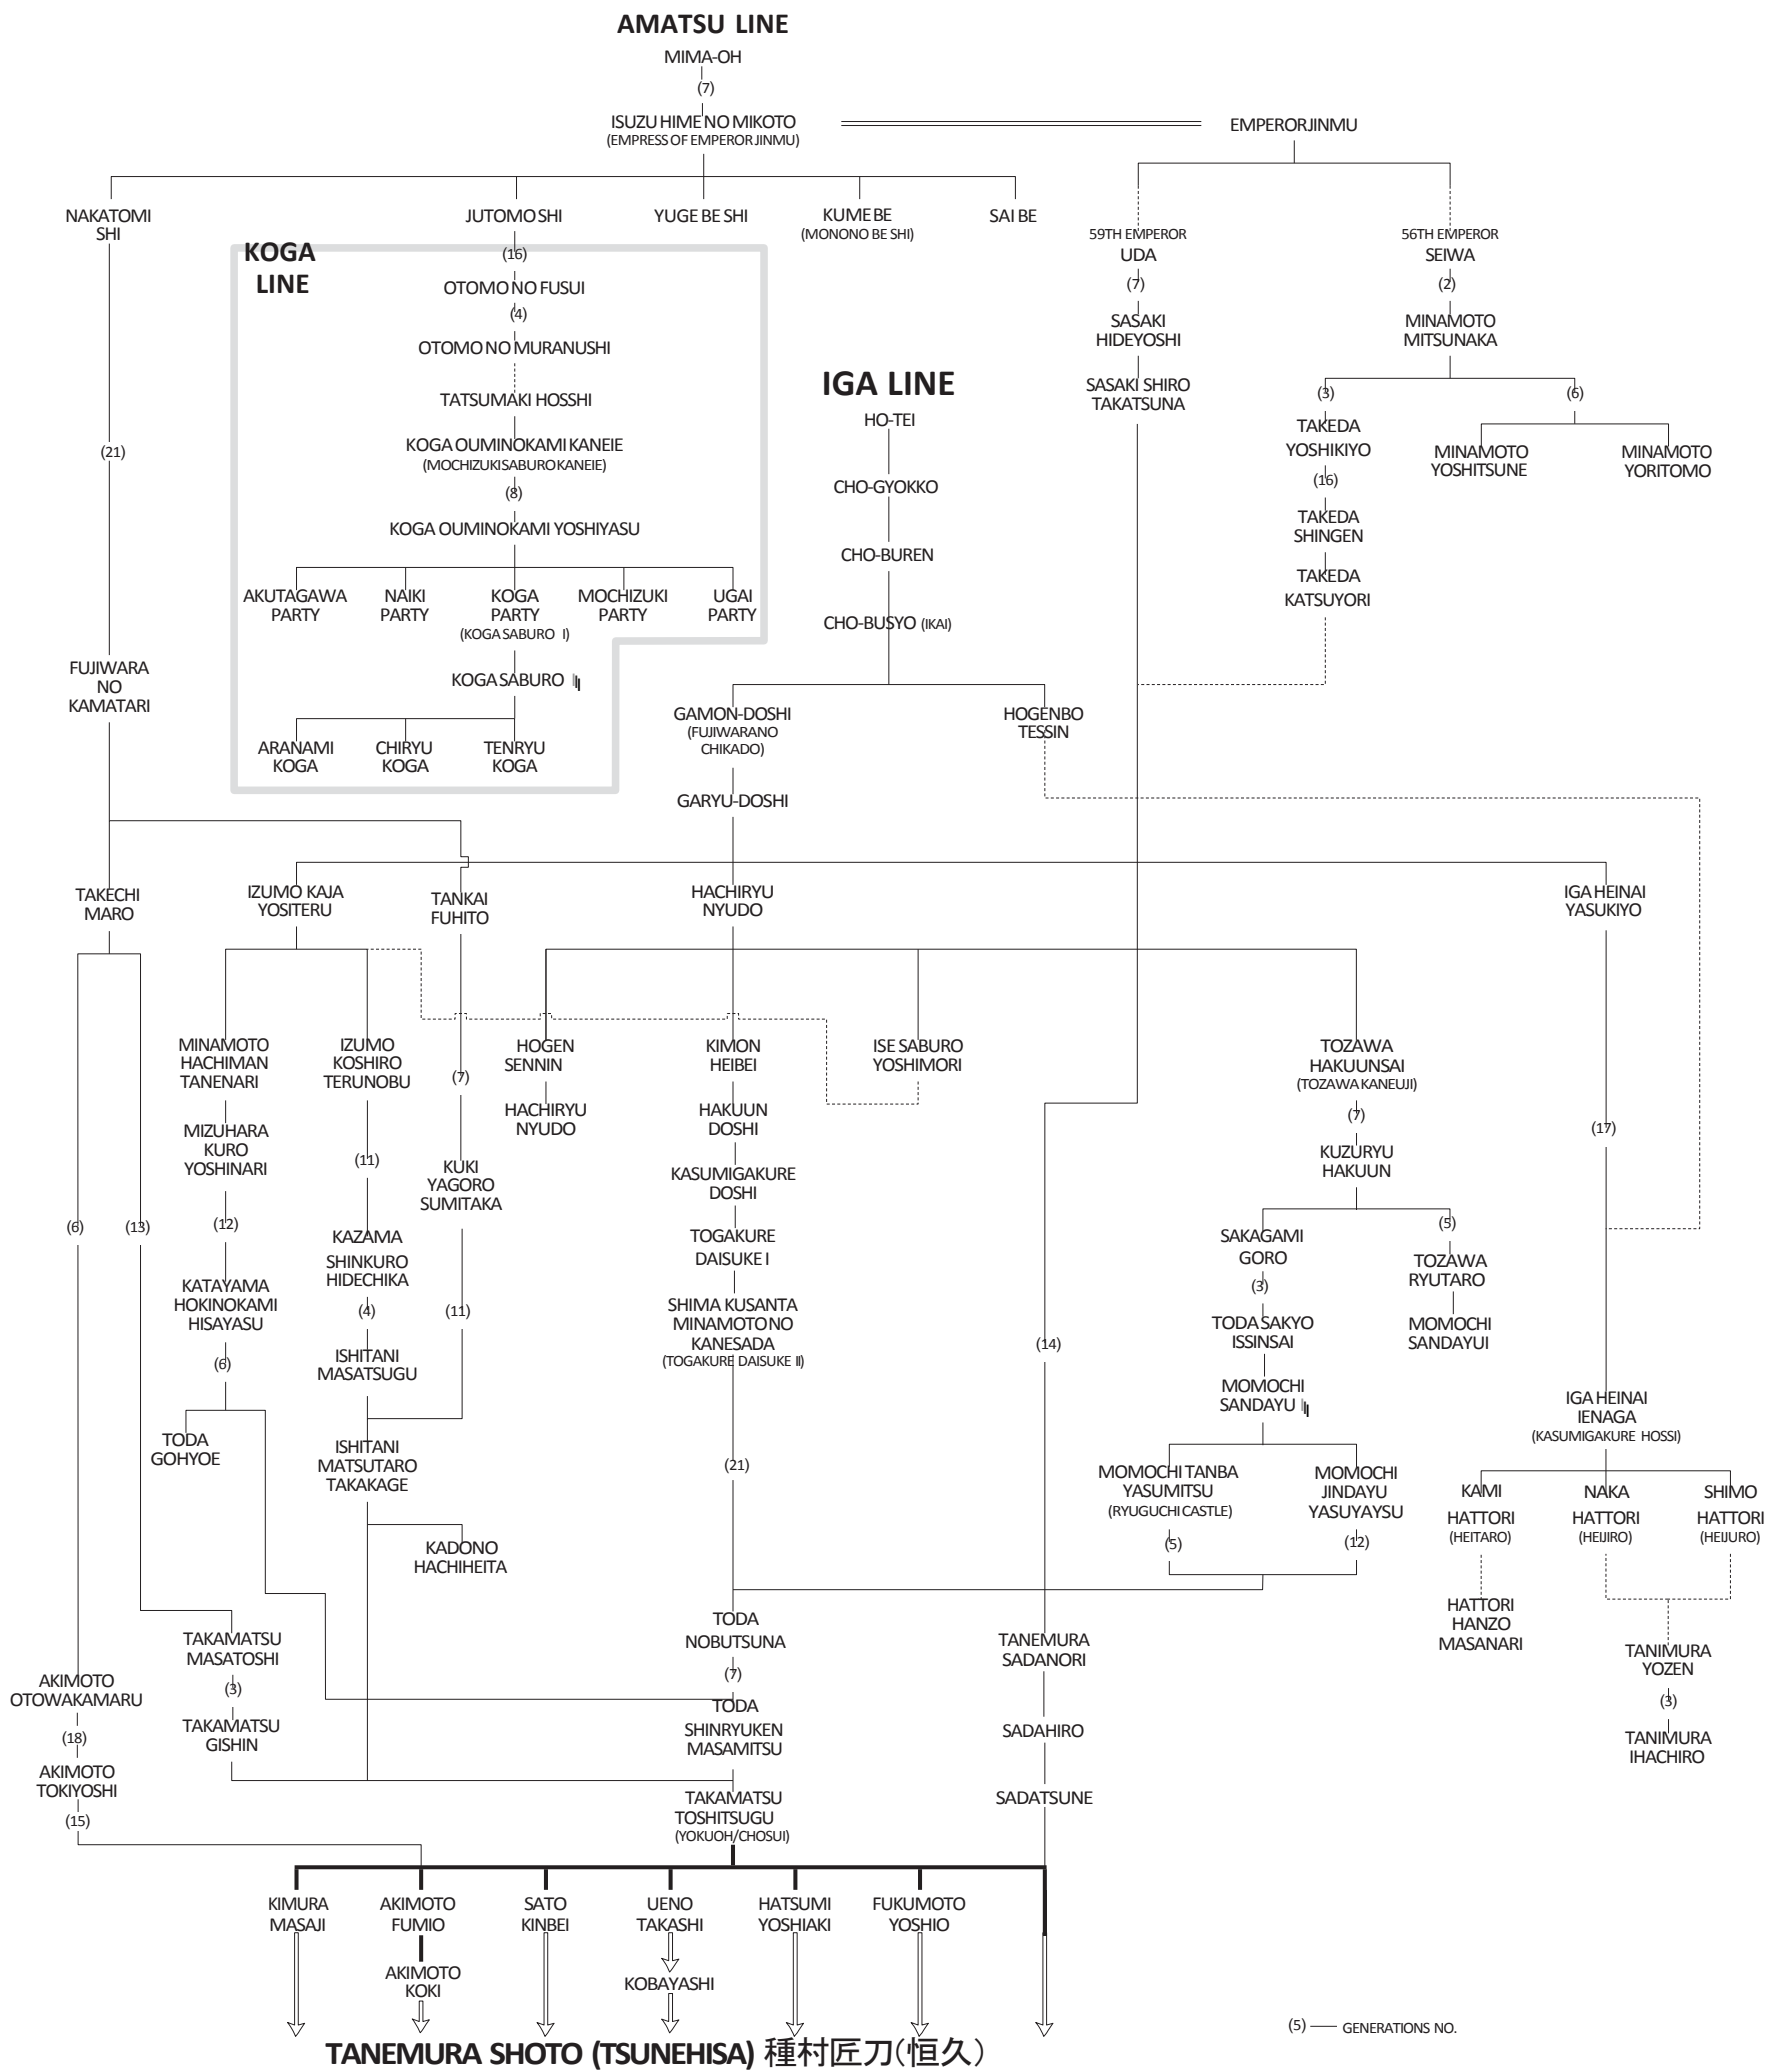 AMATSU LINE
MIMA-OH
(7)
ISUZU HIME NO MIKOTO
(EMPRESS OF EMPEROR JINMU)
EMPERORJINMU
NAKATOMI
SHI
JUTOMO SHI
YUGE BE SHI
KUME BE
(MONONO BE SHI)
SAI BE
59TH EMPEROR
UDA
(7)
SASAKI
HIDEYOSHI
SASAKI SHIRO
TAKATSUNA
56TH EMPEROR
SEIWA
(2)
MINAMOTO
MITSUNAKA
(3)
TAKEDA
YOSHIKIYO
(16)
TAKEDA
SHINGEN
TAKEDA
KATSUYORI
(6)
MINAMOTO
YOSHITSUNE
MINAMOTO
YORITOMO
KOGA
LINE
(16)
OTOMO NO FUSUI
(4)
OTOMO NO MURANUSHI
TATSUMAKI HOSSHI
KOGA OUMINOKAMI KANEIE
(MOCHIZUKI SABURO KANEIE)
(8)
KOGA OUMINOKAMI YOSHIYASU
AKUTAGAWA
PARTY
NAIKI
PARTY
KOGA
PARTY
(KOGA SABURO I)
MOCHIZUKI
PARTY
UGAI
PARTY
KOGA SABURO II
ARANAMI
KOGA
CHIRYU
KOGA
TENRYU
KOGA
(21)
FUJIWARA
NO
KAMATARI
IGA LINE
HO-TEI
CHO-GYOKKO
CHO-BUREN
CHO-BUSYO (IKAI)
GAMON-DOSHI
(FUJIWARANO
CHIKADO)
HOGENBO
TESSIN
GARYU-DOSHI
TAKECHI
MARO
IZUMO KAJA
YOSITERU
TANKAI
FUHITO
HACHIRYU
NYUDO
IGA HEINAI
YASUKIYO
MINAMOTO
HACHIMAN
TANENARI
IZUMO
KOSHIRO
TERUNOBU
(7)
HOGEN
SENNIN
KIMON
HEIBEI
ISE SABURO
YOSHIMORI
TOZAWA
HAKUUNSAI
(TOZAWA KANEUJI)
HACHIRYU
NYUDO
HAKUUN
DOSHI
(7)
(17)
MIZUHARA
KURO
YOSHINARI
(11)
KUKI
YAGORO
SUMITAKA
KASUMIGAKURE
DOSHI
KUZURYU
HAKUUN
(6)
(13)
(12)
KAZAMA
SHINKURO
HIDECHIKA
TOGAKURE
DAISUKE I
SAKAGAMI
GORO
(5)
TOZAWA
RYUTARO
KATAYAMA
HOKINOKAMI
HISAYASU
(4)
(11)
SHIMA KUSANTA
MINAMOTO NO
KANESADA
(TOGAKURE DAISUKE II)
(14)
(3)
TODA SAKYO
ISSINSAI
MOMOCHI
SANDAYU I
(6)
ISHITANI
MASATSUGU
MOMOCHI
SANDAYU II
IGA HEINAI
IENAGA
(KASUMIGAKURE HOSSI)
TODA
GOHYOE
ISHITANI
MATSUTARO
TAKAKAGE
(21)
MOMOCHI TANBA
YASUMITSU
(RYUGUCHI CASTLE)
(5)
MOMOCHI
JINDAYU
YASUYAYSU
(12)
KAMI
HATTORI
(HEITARO)
NAKA
HATTORI
(HEIJIRO)
SHIMO
HATTORI
(HEIJURO)
KADONO
HACHIHEITA
HATTORI
HANZO
MASANARI
TAKAMATSU
MASATOSHI
(3)
TAKAMATSU
GISHIN
TODA
NOBUTSUNA
(7)
TODA
SHINRYUKEN
MASAMITSU
TANEMURA
SADANORI
SADAHIRO
SADATSUNE
TANIMURA
YOZEN
(3)
TANIMURA
IHACHIRO
AKIMOTO
OTOWAKAMARU
(18)
AKIMOTO
TOKIYOSHI
(15)
TAKAMATSU
TOSHITSUGU
(YOKUOH/CHOSUI)
KIMURA
MASAJI
AKIMOTO
FUMIO
SATO
KINBEI
UENO
TAKASHI
HATSUMI
YOSHIAKI
FUKUMOTO
YOSHIO
AKIMOTO
KOKI
KOBAYASHI
(5) — GENERATIONS NO.
TANEMURA SHOTO (TSUNEHISA) 種村匠刀(恒久)